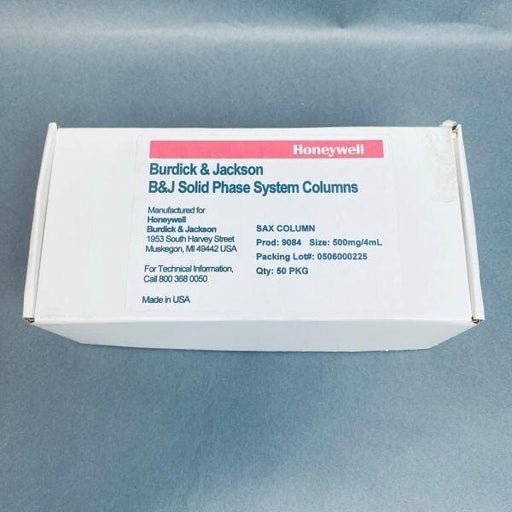 Honeywell
Burdick & Jackson
B&J Solid Phase System Columns
Manufactured for
Honeywell
Burdick & Jackson
1953 South Harvey Street
Muskegon, MI 49442 USA
For Technical Information,
Call 800 368 0050
Made in USA
SAX COLUMN
Prod: 9084 Size: 500mg/4mL
Packing Lot#: 0506000225
Qty: 50 PKG